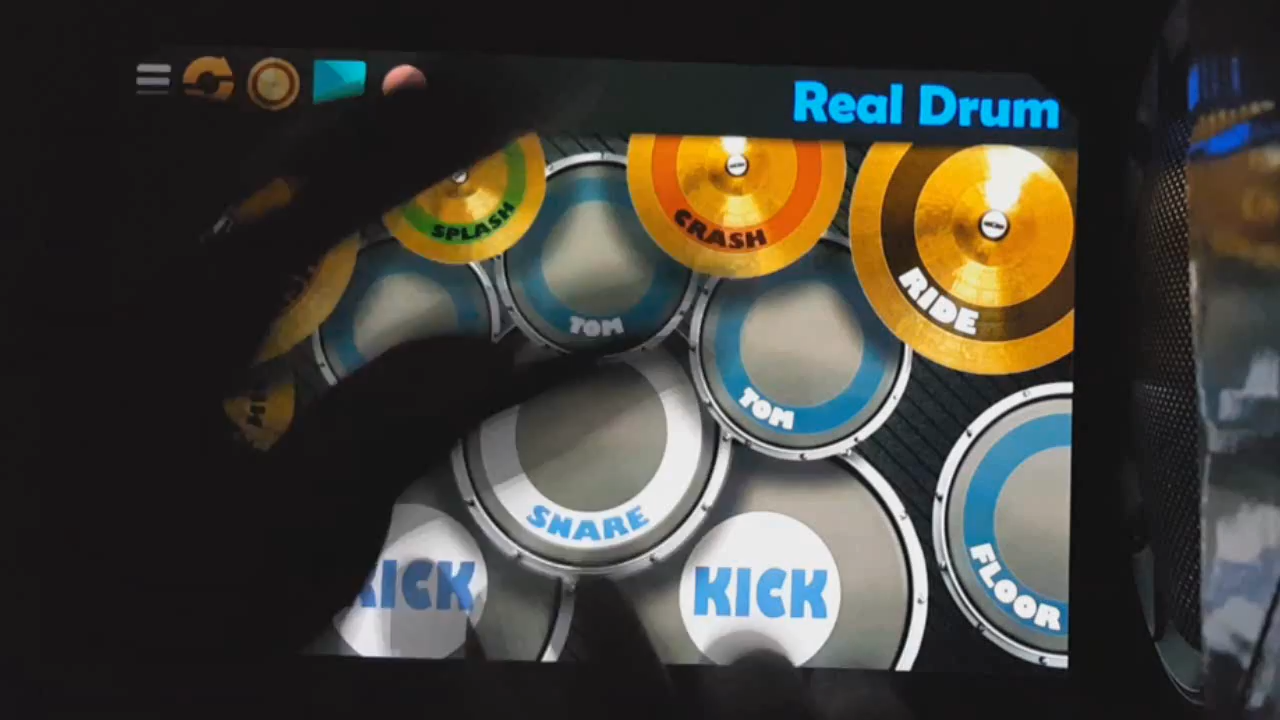 Real Drum
SPLASH
CRASH
RIDE
TOM
TOM
SNARE
KICK
KICK
FLOOR